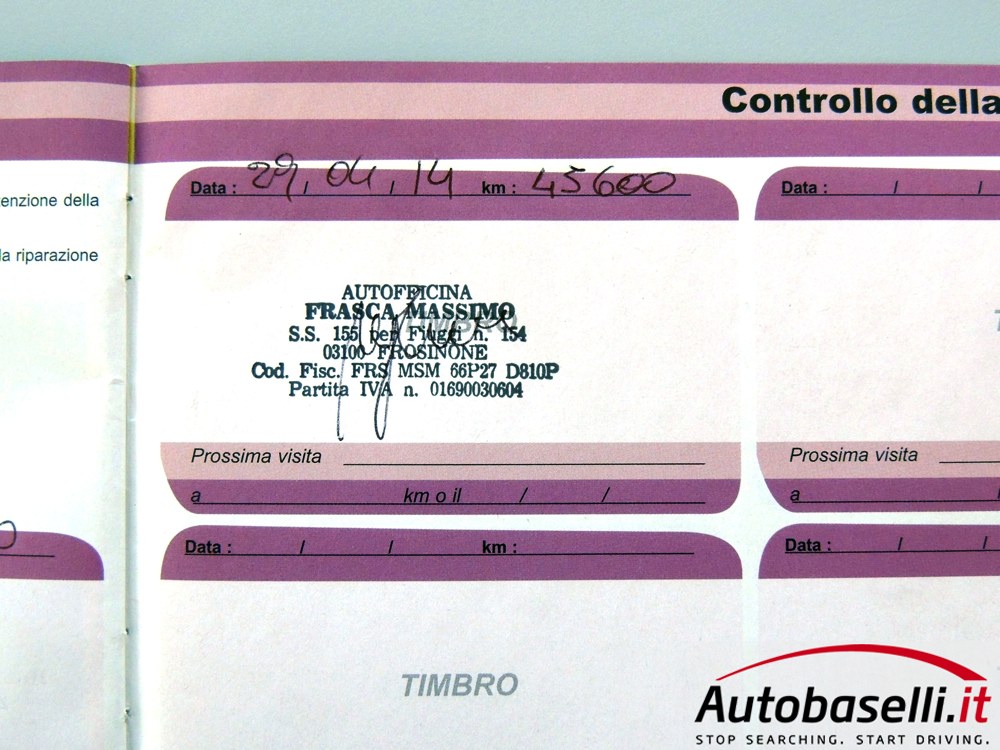 Controllo della
enzione della
la riparazione
Data : 29 / 04 / 14 km : 45600
AUTOFFICINA
FRASCA MASSIMO
TIMBRO
S.S. 155 per Fiuggi n. 154
03100 FROSINONE
Cod. Fisc. FRS MSM 66P27 D810P
Partita IVA n. 01690030604
Prossima visita
a km o il / /
Data : / /
Prossima visita
a
Data : / / km :
TIMBRO
Data : / /
Autobaselli.it
STOP SEARCHING. START DRIVING.